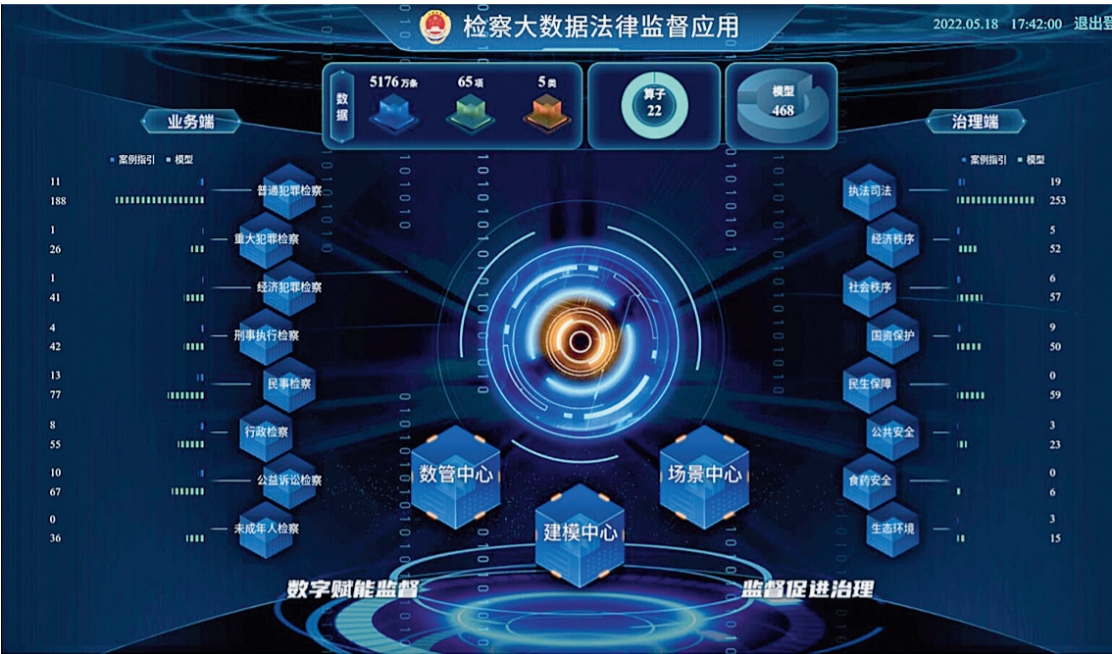 检察大数据法律监督应用
2022.05.18 17:42:00 退出登
数据
5176万条 65项 5类
算子
22
模型
468
业务端
案例指引 模型
11
188
普通犯罪检察
1
26
重大犯罪检察
1
41
经济犯罪检察
4
42
刑事执行检察
13
77
民事检察
8
55
行政检察
10
67
公益诉讼检察
0
36
未成年人检察
治理端
案例指引 模型
执法司法
19
253
经济秩序
5
52
社会秩序
6
57
国资保护
9
50
民生保障
0
59
公共安全
3
23
食药安全
0
6
生态环境
3
15
数管中心
建模中心
场景中心
数字赋能监督
监督促进治理